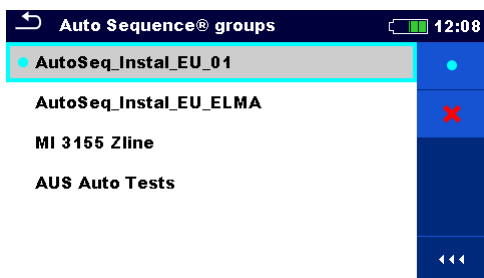 Auto Sequence® groups 12:08
AutoSeq_Instal_EU_01
AutoSeq_Instal_EU_ELMA
MI 3155 Zline
AUS Auto Tests